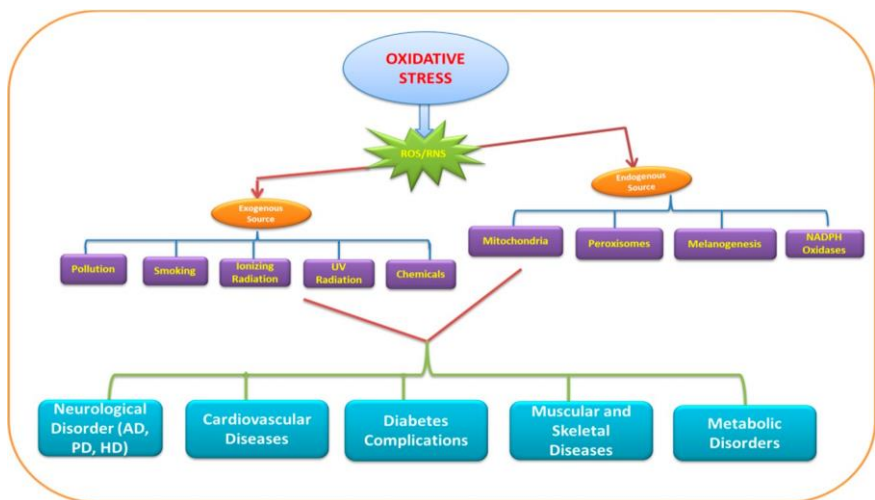 OXIDATIVE
STRESS
ROS/RNS
Exogenous
Source
Endogenous
Source
Pollution
Smoking
Ionizing
Radiation
UV
Radiation
Chemicals
Mitochondria
Peroxisomes
Melanogenesis
NADPH
Oxidases
Neurological
Disorder (AD,
PD, HD)
Cardiovascular
Diseases
Diabetes
Complications
Muscular and
Skeletal
Diseases
Metabolic
Disorders